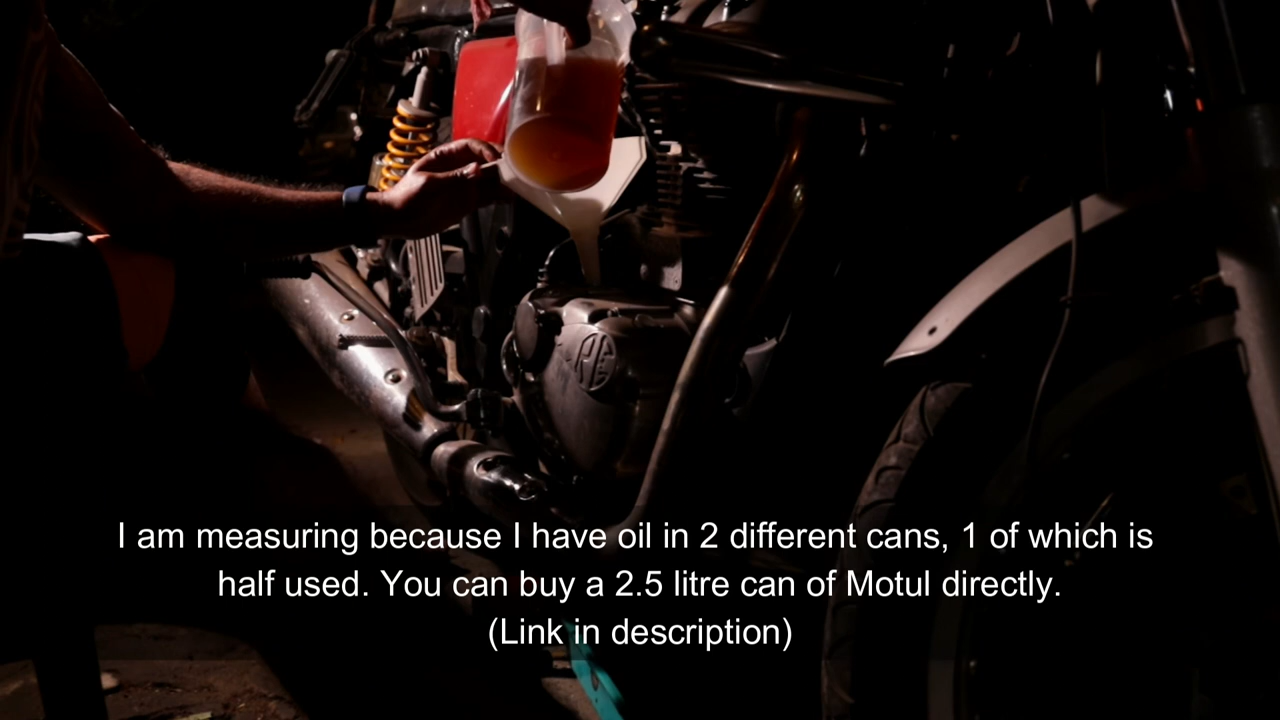 RE
I am measuring because I have oil in 2 different cans, 1 of which is
half used. You can buy a 2.5 litre can of Motul directly.
(Link in description)